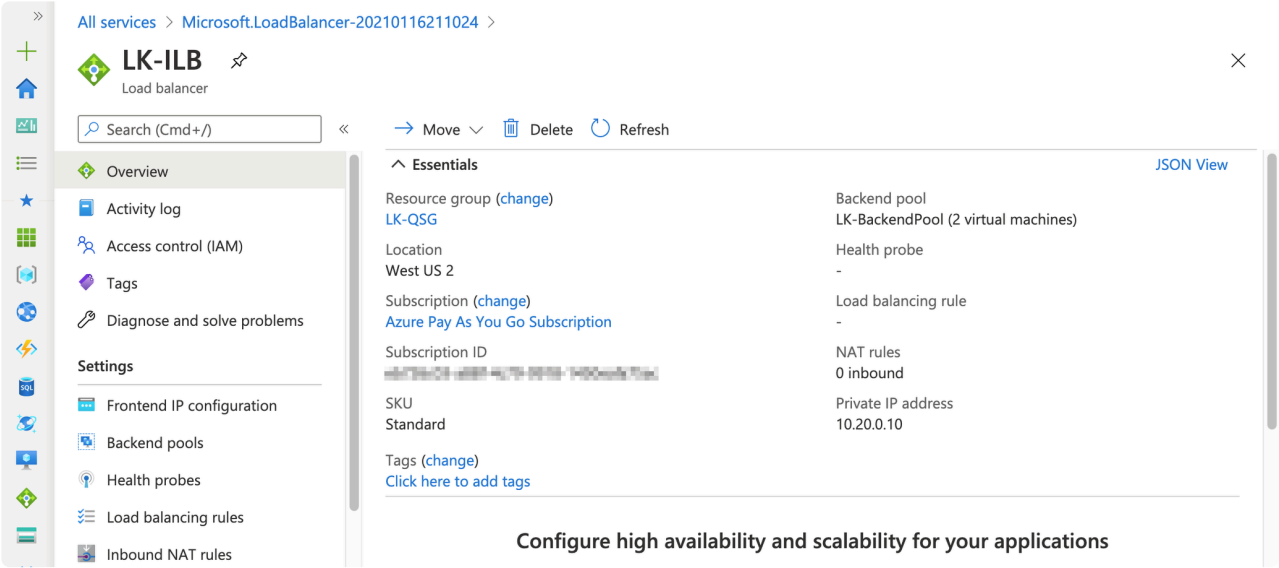 All services > Microsoft.LoadBalancer-20210116211024 >
LK-ILB
Load balancer
Search (Cmd+/)
Move
Delete
Refresh
Overview
Activity log
Access control (IAM)
Tags
Diagnose and solve problems
Settings
Frontend IP configuration
Backend pools
Health probes
Load balancing rules
Inbound NAT rules
Essentials
JSON View
Resource group (change)
LK-QSG
Location
West US 2
Subscription (change)
Azure Pay As You Go Subscription
Subscription ID
SKU
Standard
Tags (change)
Click here to add tags
Backend pool
LK-BackendPool (2 virtual machines)
Health probe
-
Load balancing rule
-
NAT rules
0 inbound
Private IP address
10.20.0.10
Configure high availability and scalability for your applications
SQL